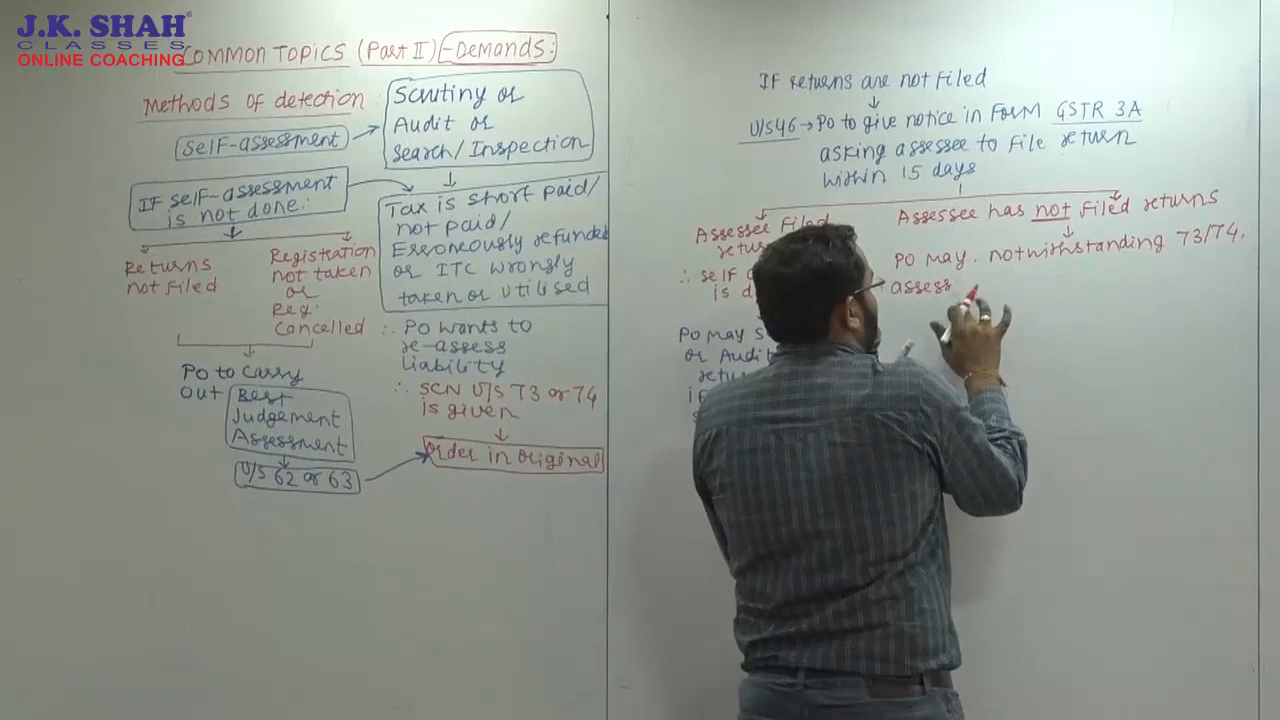 J.K. SHAH®
CLASSES
ONLINE COACHING
COMMON TOPICS (Part II) - Demands:
Methods of detection
Self-assessment
Scrutiny or
Audit or
Search/Inspection
If self-assessment
is not done:
Returns
not filed
Registration
not taken
or
Reg.
Cancelled
PO to carry
out Best
Judgement
Assessment
U/S 62 or 63
Tax is short paid/
not paid/
Erroneously refunded
or ITC wrongly
taken or utilised
∴ PO wants to
re-assess
liability
∴ SCN U/S 73 or 74
is given
Order in original
If returns are not filed
U/S 46 → PO to give notice in Form GSTR 3A
asking assessee to file return
within 15 days
Assessee filed
∴ self
is
PO may
or Audit
Assessee has not filed returns
PO may. notwithstanding 73/74.
assess